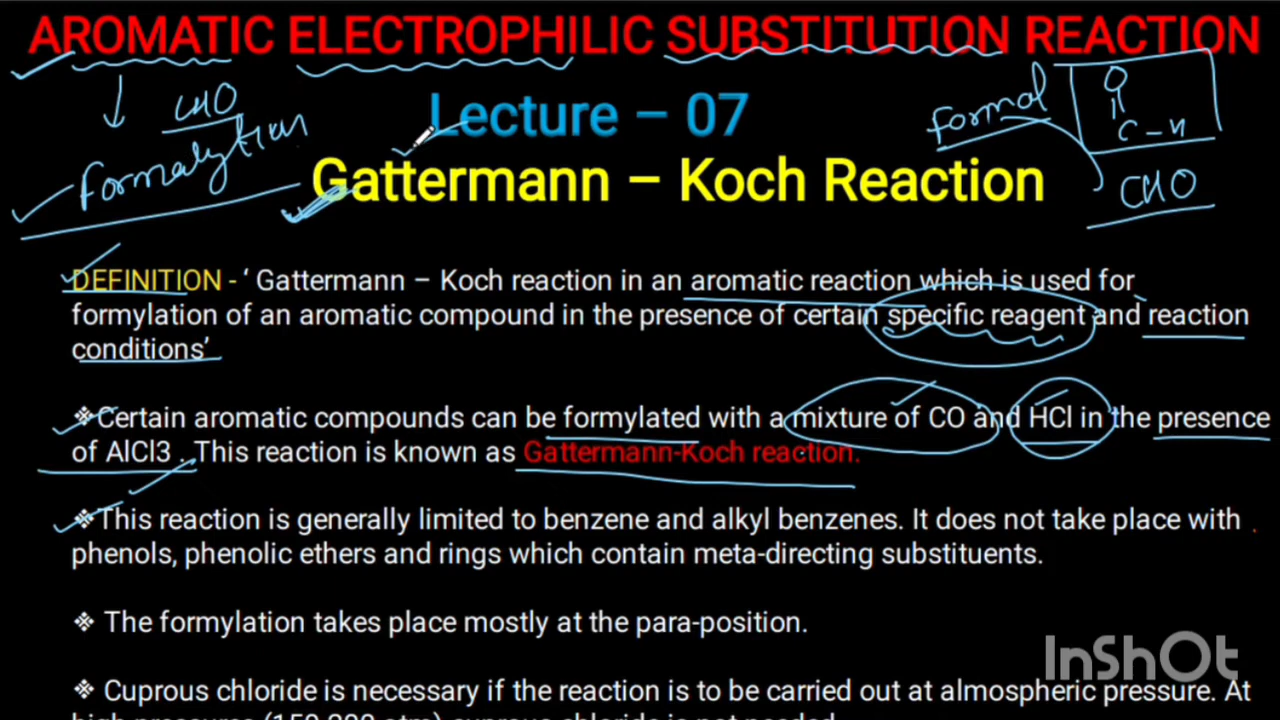 AROMATIC ELECTROPHILIC SUBSTITUTION REACTION
CHO
Formalytion
Lecture – 07
Formal
O
C – H
CHO
Gattermann – Koch Reaction
DEFINITION - ‘ Gattermann – Koch reaction in an aromatic reaction which is used for
formylation of an aromatic compound in the presence of certain specific reagent and reaction
conditions’
❖Certain aromatic compounds can be formylated with a mixture of CO and HCl in the presence
of AlCl3 . This reaction is known as Gattermann-Koch reaction.
❖This reaction is generally limited to benzene and alkyl benzenes. It does not take place with
phenols, phenolic ethers and rings which contain meta-directing substituents.
❖ The formylation takes place mostly at the para-position.
❖ Cuprous chloride is necessary if the reaction is to be carried out at almospheric pressure. At
InShOt